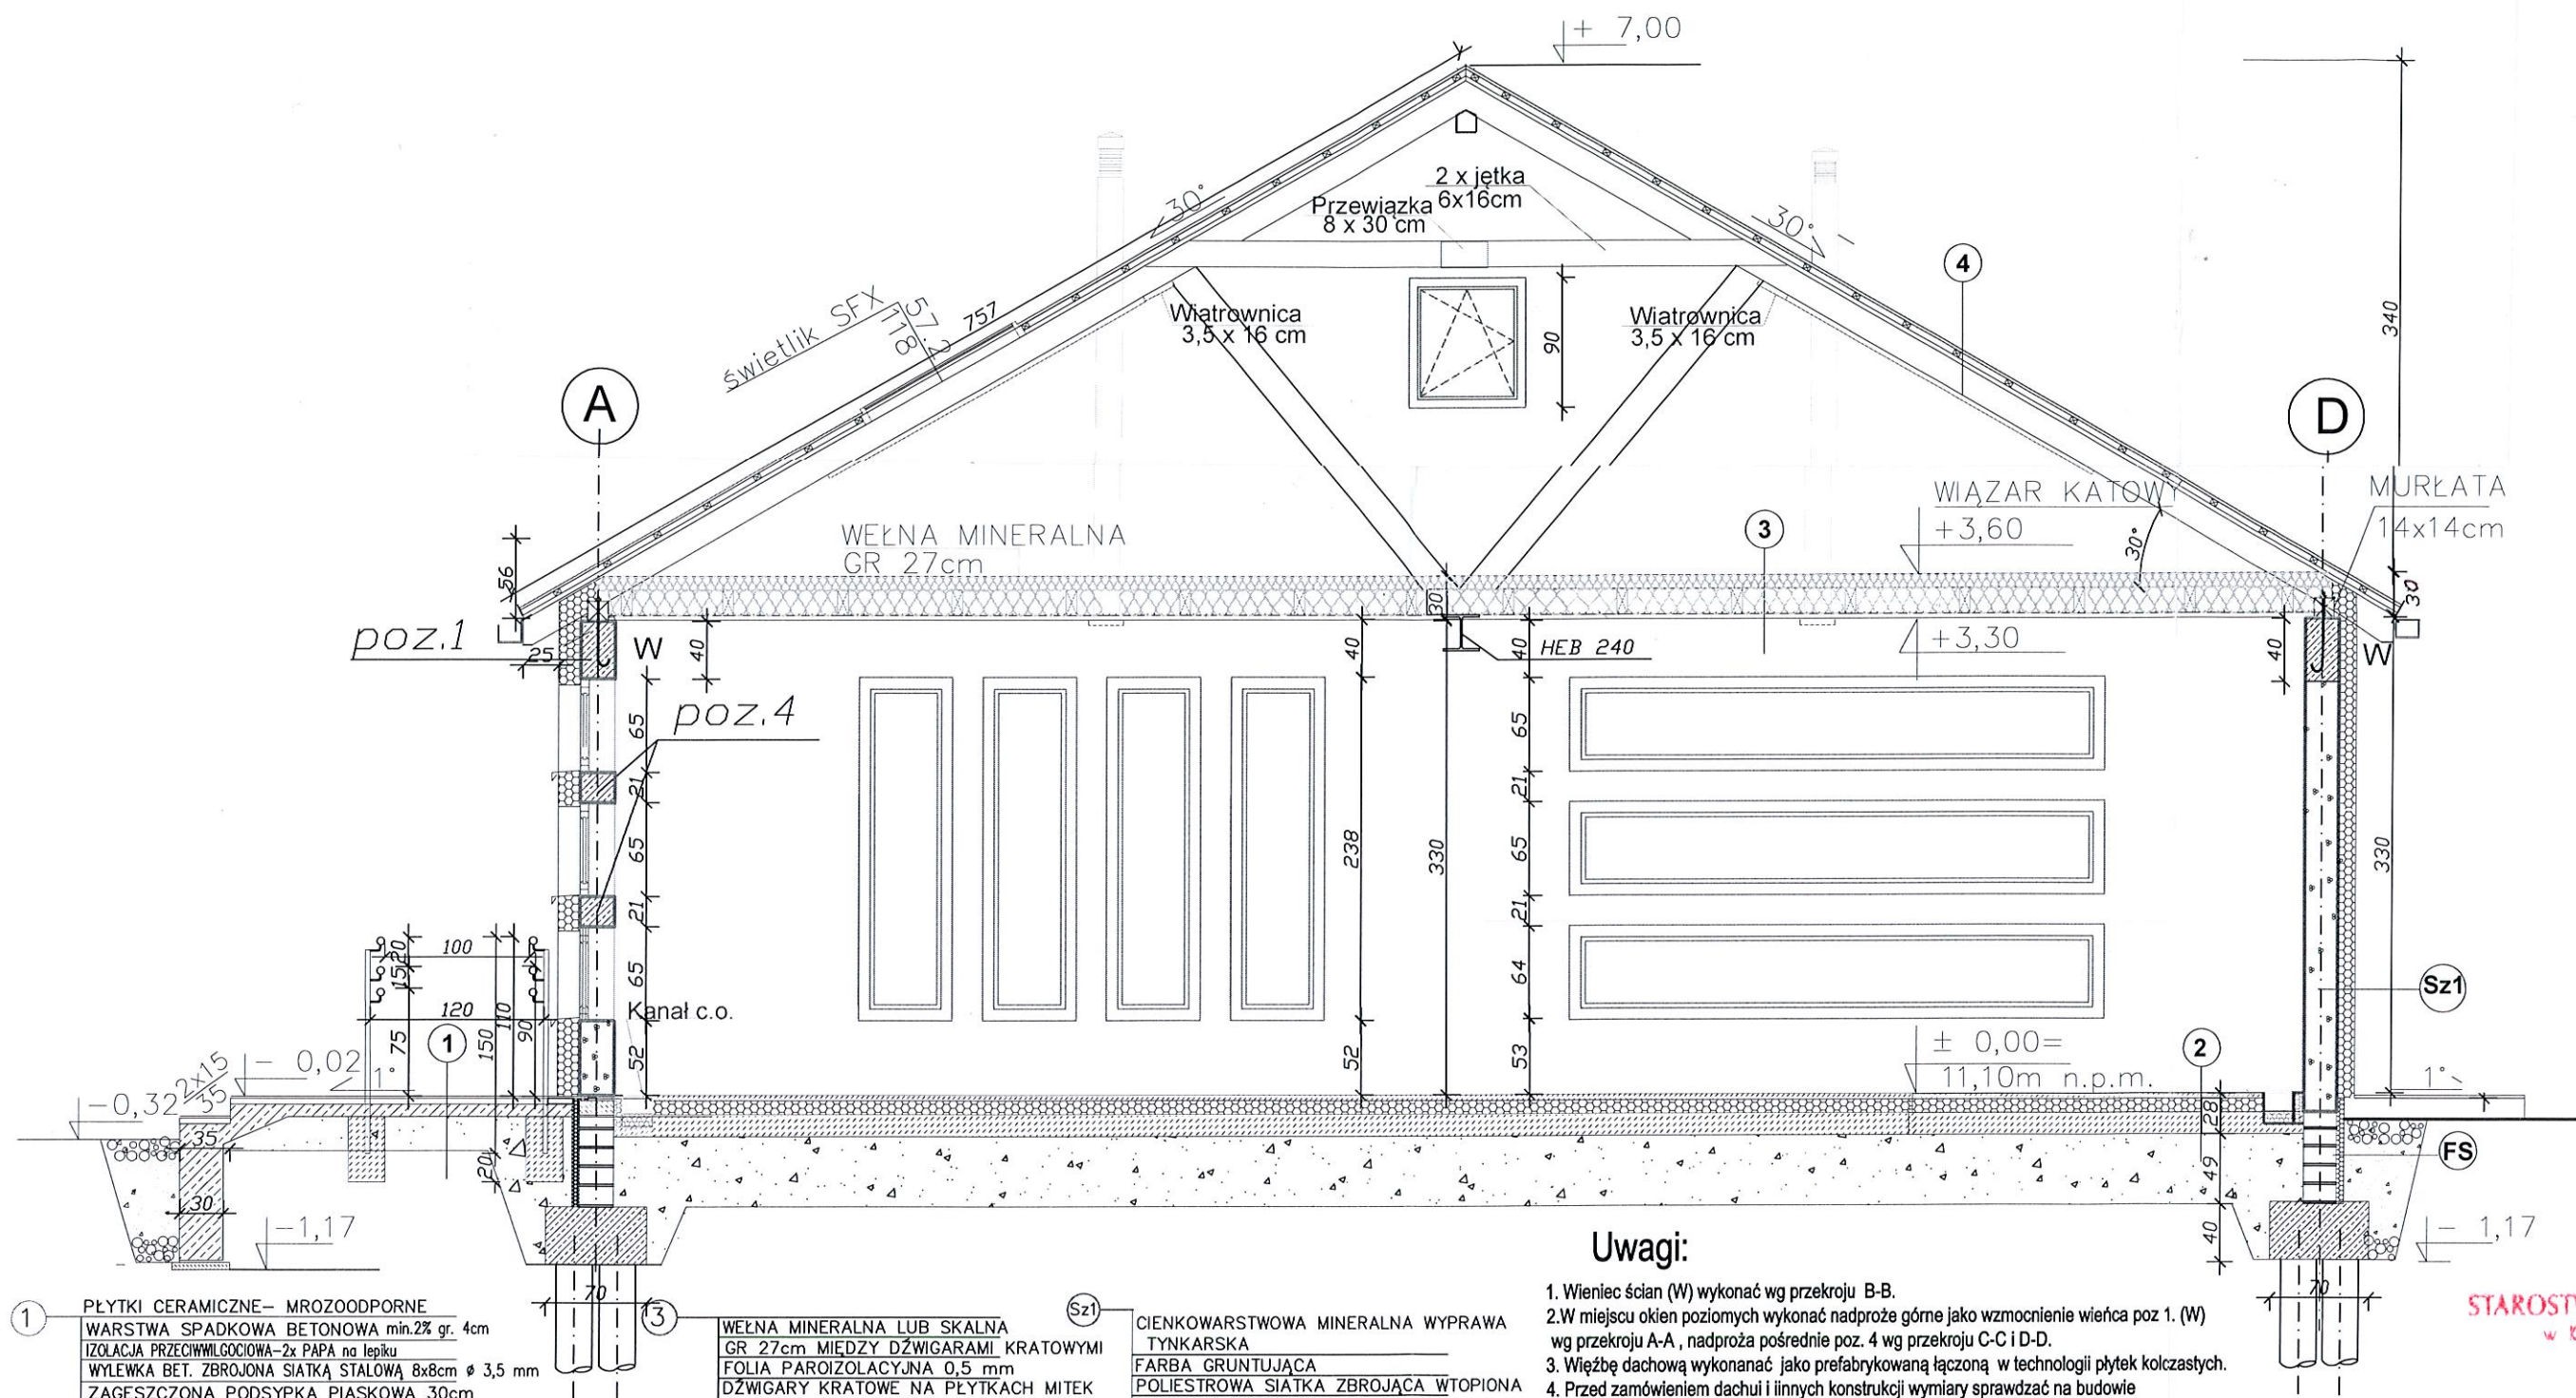 + 7,00
30°
2 x jętka
6x16cm
Przewiązka
8 x 30 cm
30°
4
340
świetlik SFX 57.2
118
757
Wiatrownica
3,5 x 16 cm
Wiatrownica
3,5 x 16 cm
90
A
D
WIĄZAR KATOWY
MURŁATA
14x14cm
+3,60
30°
3
WEŁNA MINERALNA
GR 27cm
56
30
30
poz.1
25
W
40
40
40
HEB 240
+3,30
40
W
poz.4
65
21
65
21
65
52
238
52
330
65
21
65
21
64
53
330
Kanał c.o.
Sz1
20
15
75
100
120
150
110
90
1
- 0,02
1°
2x15
35
-0,32
35
30
20
-1,17
± 0,00=
11,10m n.p.m.
2
1°
28
49
40
FS
- 1,17
70
70
1
PŁYTKI CERAMICZNE- MROZOODPORNE
WARSTWA SPADKOWA BETONOWA min.2% gr. 4cm
IZOLACJA PRZECIWWILGOCIOWA-2x PAPA na lepiku
WYLEWKA BET. ZBROJONA SIATKĄ STALOWĄ 8x8cm ø 3,5 mm
ZAGESZCZONA PODSYPKA PIASKOWA 30cm
3
WEŁNA MINERALNA LUB SKALNA
GR 27cm MIĘDZY DŹWIGARAMI KRATOWYMI
FOLIA PAROIZOLACYJNA 0,5 mm
DŹWIGARY KRATOWE NA PŁYTKACH MITEK
Sz1
CIENKOWARSTWOWA MINERALNA WYPRAWA
TYNKARSKA
FARBA GRUNTUJĄCA
POLIESTROWA SIATKA ZBROJĄCA WTOPIONA
Uwagi:
1. Wieniec ścian (W) wykonać wg przekroju B-B.
2.W miejscu okien poziomych wykonać nadproże górne jako wzmocnienie wieńca poz 1. (W)
wg przekroju A-A , nadproża pośrednie poz. 4 wg przekroju C-C i D-D.
3. Więźbę dachową wykonanać jako prefabrykowaną łączoną w technologii płytek kolczastych.
4. Przed zamówieniem dachui i iinnych konstrukcji wymiary sprawdzać na budowie
STAROST
w